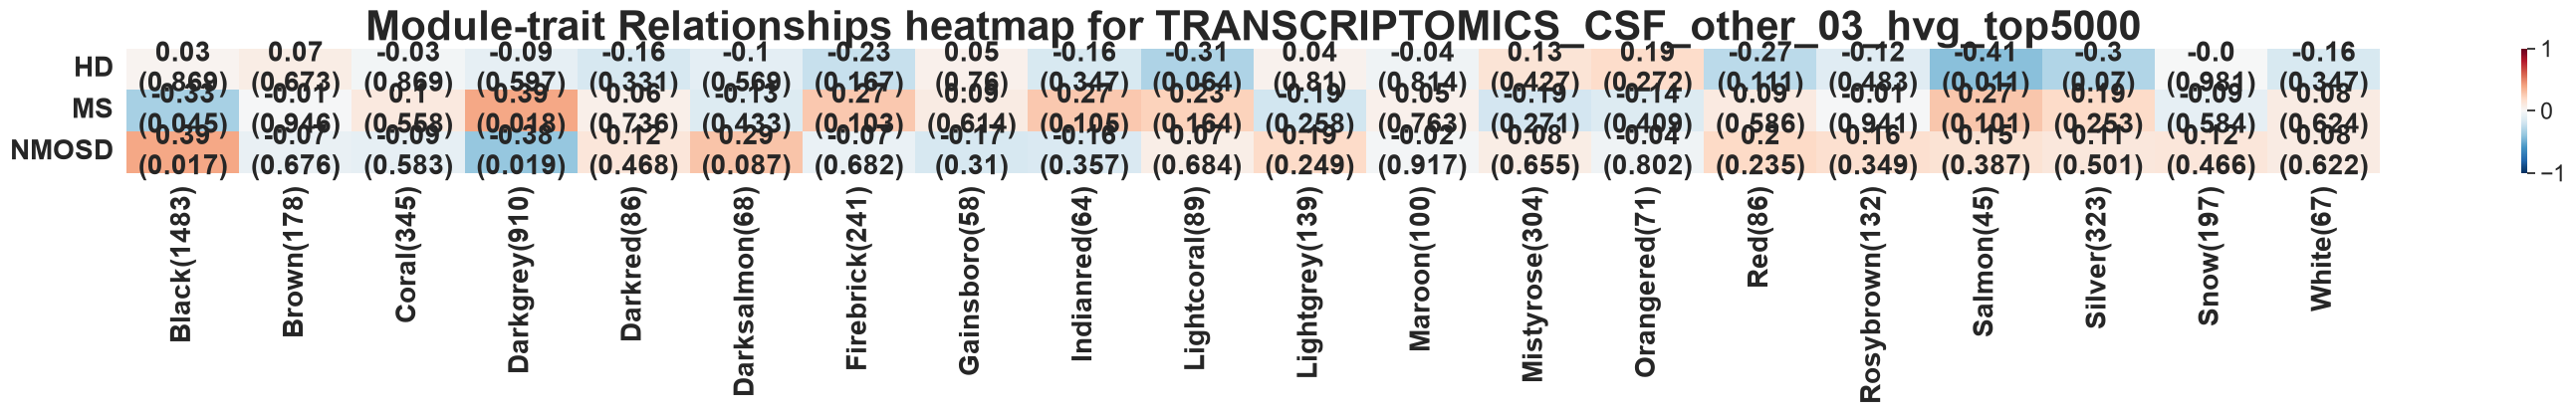 Module-trait Relationships heatmap for TRANSCRIPTOMICS_CSF_other_03_hvg_top5000
0.03 0.07 -0.03 -0.09 -0.16 -0.1 -0.23 0.05 -0.16 -0.31 0.04 -0.04 0.13 0.19 -0.27 -0.12 -0.41 -0.3 -0.0 -0.16
HD
(0.869) (0.673) (0.869) (0.597) (0.331) (0.569) (0.167) (0.76) (0.347) (0.064) (0.81) (0.814) (0.427) (0.272) (0.111) (0.483) (0.011) (0.07) (0.981) (0.347)
-0.33 -0.01 0.1 0.39 0.06 -0.13 0.27 0.09 0.27 0.23 -0.19 0.05 -0.19 -0.14 0.09 -0.01 0.27 0.19 -0.09 0.08
MS
(0.045) (0.946) (0.558) (0.018) (0.736) (0.433) (0.103) (0.614) (0.105) (0.164) (0.258) (0.763) (0.271) (0.409) (0.586) (0.941) (0.101) (0.253) (0.584) (0.624)
0.39 -0.07 -0.09 -0.38 0.12 0.29 -0.07 -0.17 -0.16 0.07 0.19 -0.02 0.08 -0.04 0.2 0.16 0.15 0.11 0.12 0.08
NMOSD
(0.017) (0.676) (0.583) (0.019) (0.468) (0.087) (0.682) (0.31) (0.357) (0.684) (0.249) (0.917) (0.655) (0.802) (0.235) (0.349) (0.387) (0.501) (0.466) (0.622)
Black(1483)
Brown(178)
Coral(345)
Darkgrey(910)
Darkred(86)
Darksalmon(68)
Firebrick(241)
Gainsboro(58)
Indianred(64)
Lightcoral(89)
Lightgrey(139)
Maroon(100)
Mistyrose(304)
Orangered(71)
Red(86)
Rosybrown(132)
Salmon(45)
Silver(323)
Snow(197)
White(67)
1
0
−1